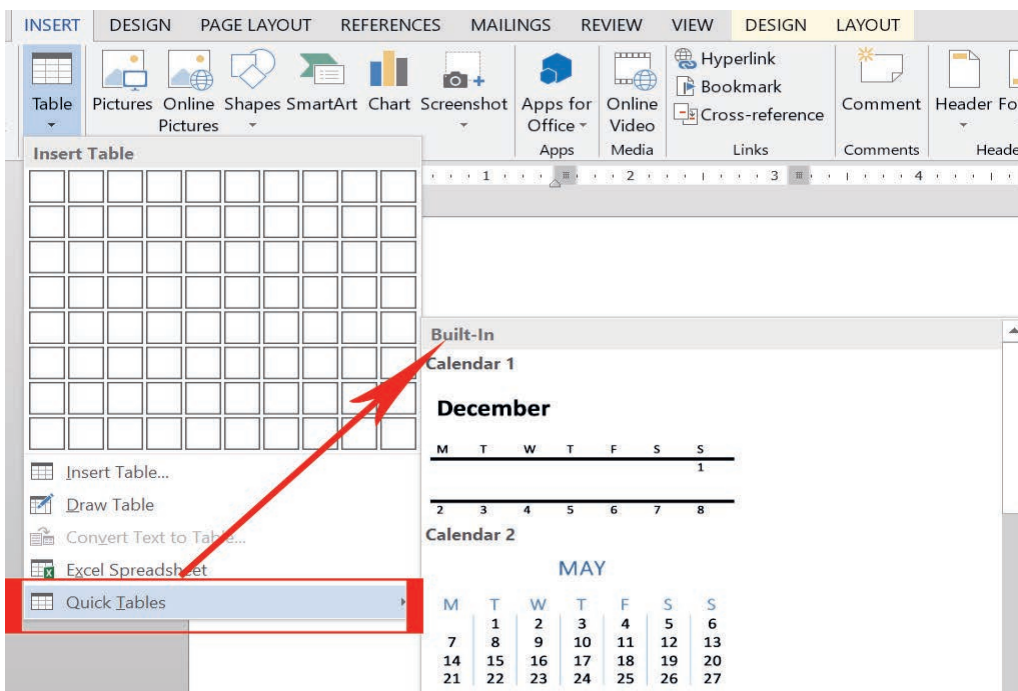 INSERT DESIGN PAGE LAYOUT REFERENCES MAILINGS REVIEW VIEW DESIGN LAYOUT
Table Pictures Online Pictures Shapes SmartArt Chart Screenshot Apps for Office Online Video
Hyperlink
Bookmark
Cross-reference
Comment Header
Apps Media Links Comments
Insert Table
1 2 3 4
Insert Table...
Draw Table
Convert Text to Table...
Excel Spreadsheet
Quick Tables
Built-In
Calendar 1
December
M T W T F S S
1
2 3 4 5 6 7 8
Calendar 2
MAY
M T W T F S S
1 2 3 4 5 6
7 8 9 10 11 12 13
14 15 16 17 18 19 20
21 22 23 24 25 26 27